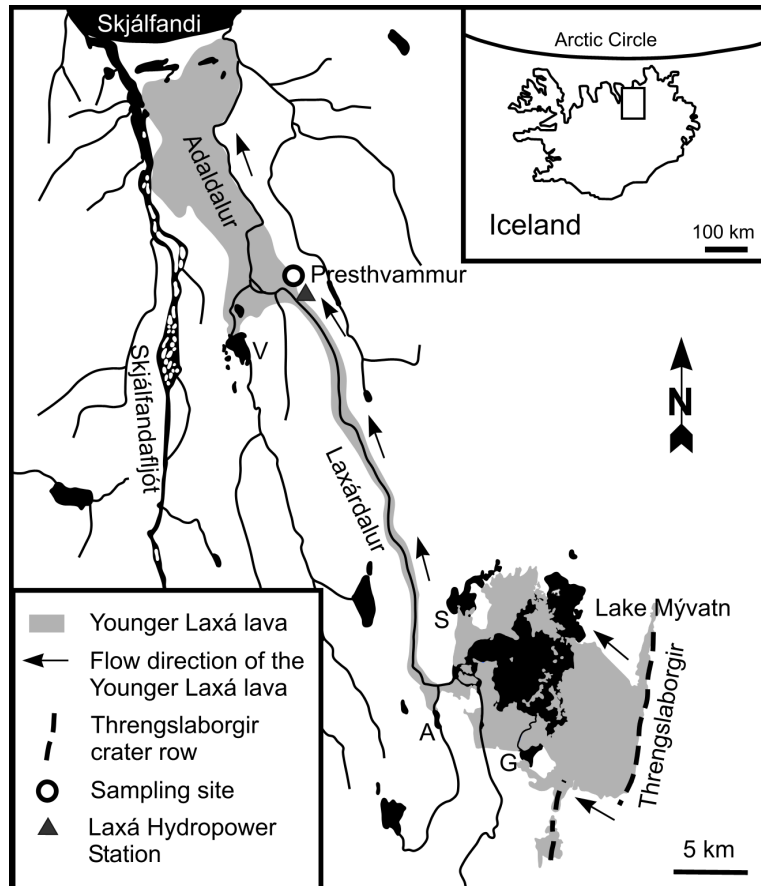 Skjálfandi
Arctic Circle
Iceland
100 km
Adaldalur
Presthvammur
V
Skjálfandafljót
Laxárdalur
N
S
Lake Mývatn
A
G
Threngslaborgir
5 km
Younger Laxá lava
Flow direction of the
Younger Laxá lava
Threngslaborgir
crater row
Sampling site
Laxá Hydropower
Station